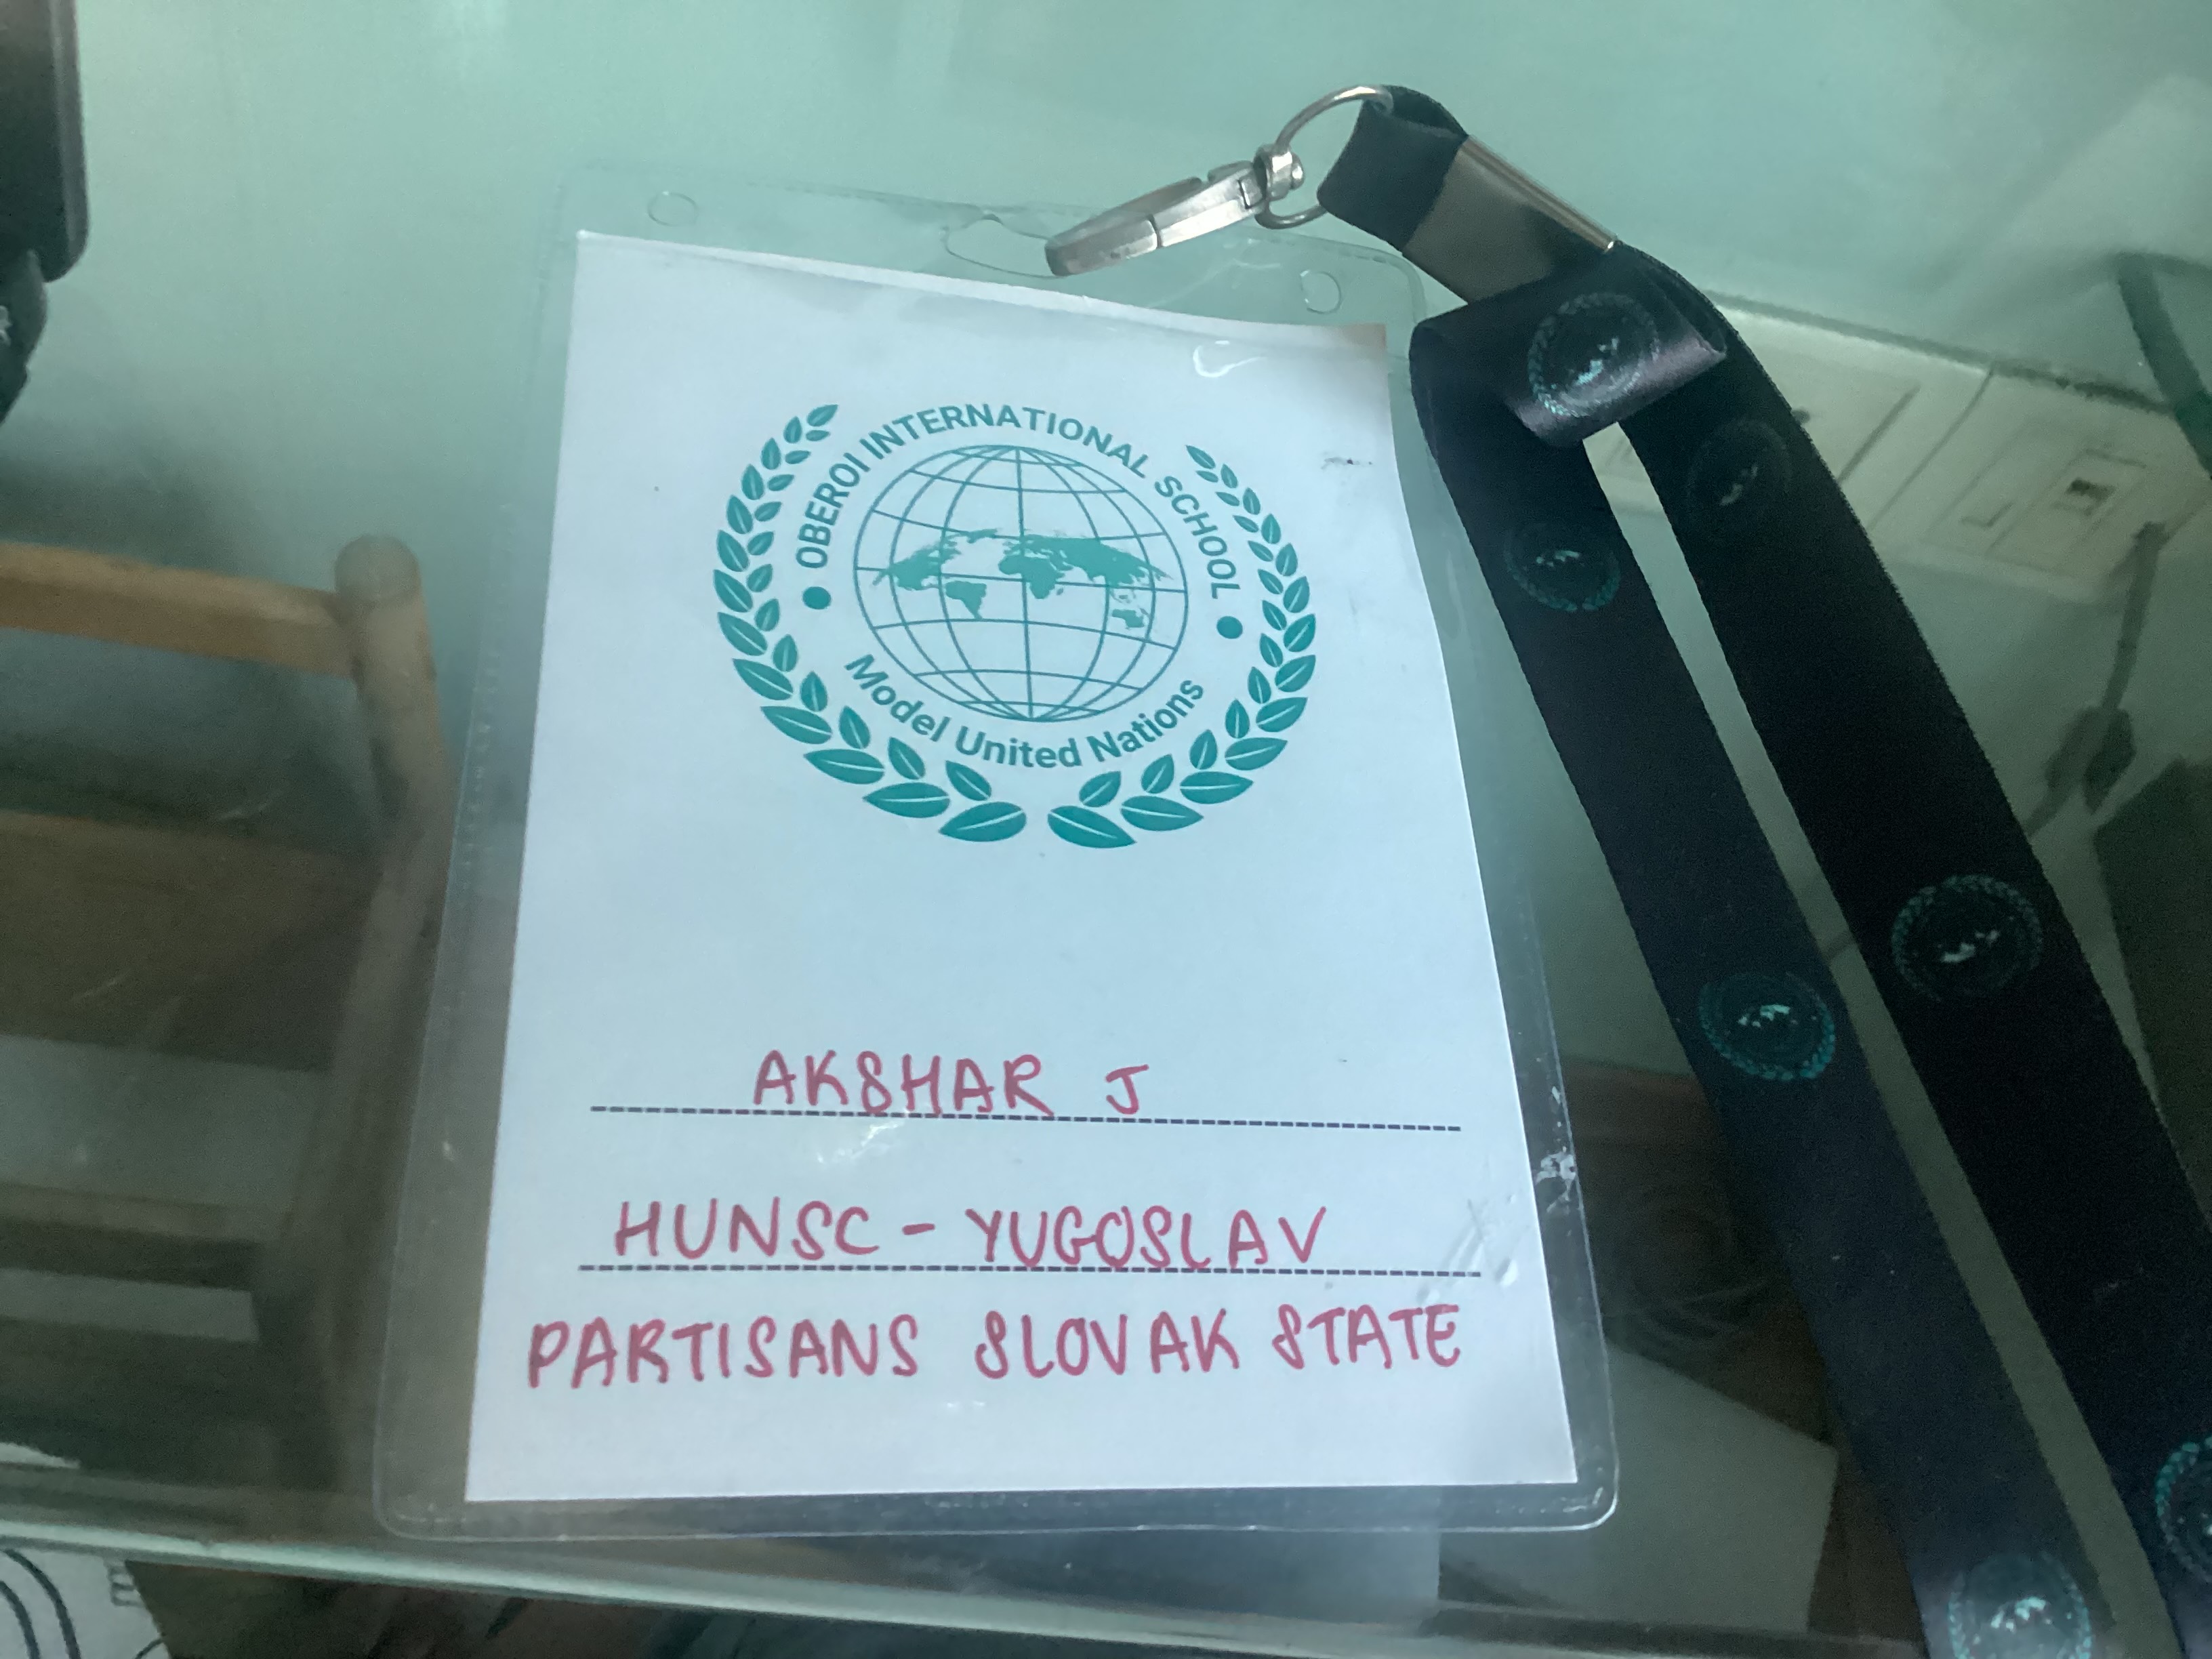 OBEROI INTERNATIONAL SCHOOL
Model United Nations
AKSHAR J
HUNSC - YUGOSLAV
PARTISANS SLOVAK STATE